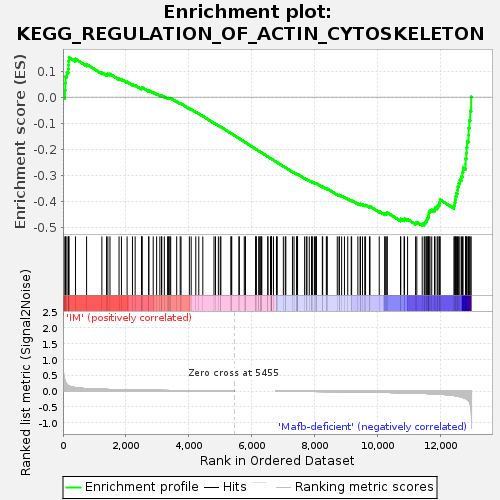 Enrichment plot:
KEGG_REGULATION_OF_ACTIN_CYTOSKELETON
Enrichment score (ES)
0.1
0.0
-0.1
-0.2
-0.3
-0.4
-0.5
'IM' (positively correlated)
Ranked list metric (Signal2Noise)
2.5
2.0
1.5
1.0
0.5
0.0
-0.5
-1.0
Zero cross at 5455
'Mafb-deficient' (negatively correlated)
0
2,000
4,000
6,000
8,000
10,000
12,000
Rank in Ordered Dataset
Enrichment profile
Hits
Ranking metric scores